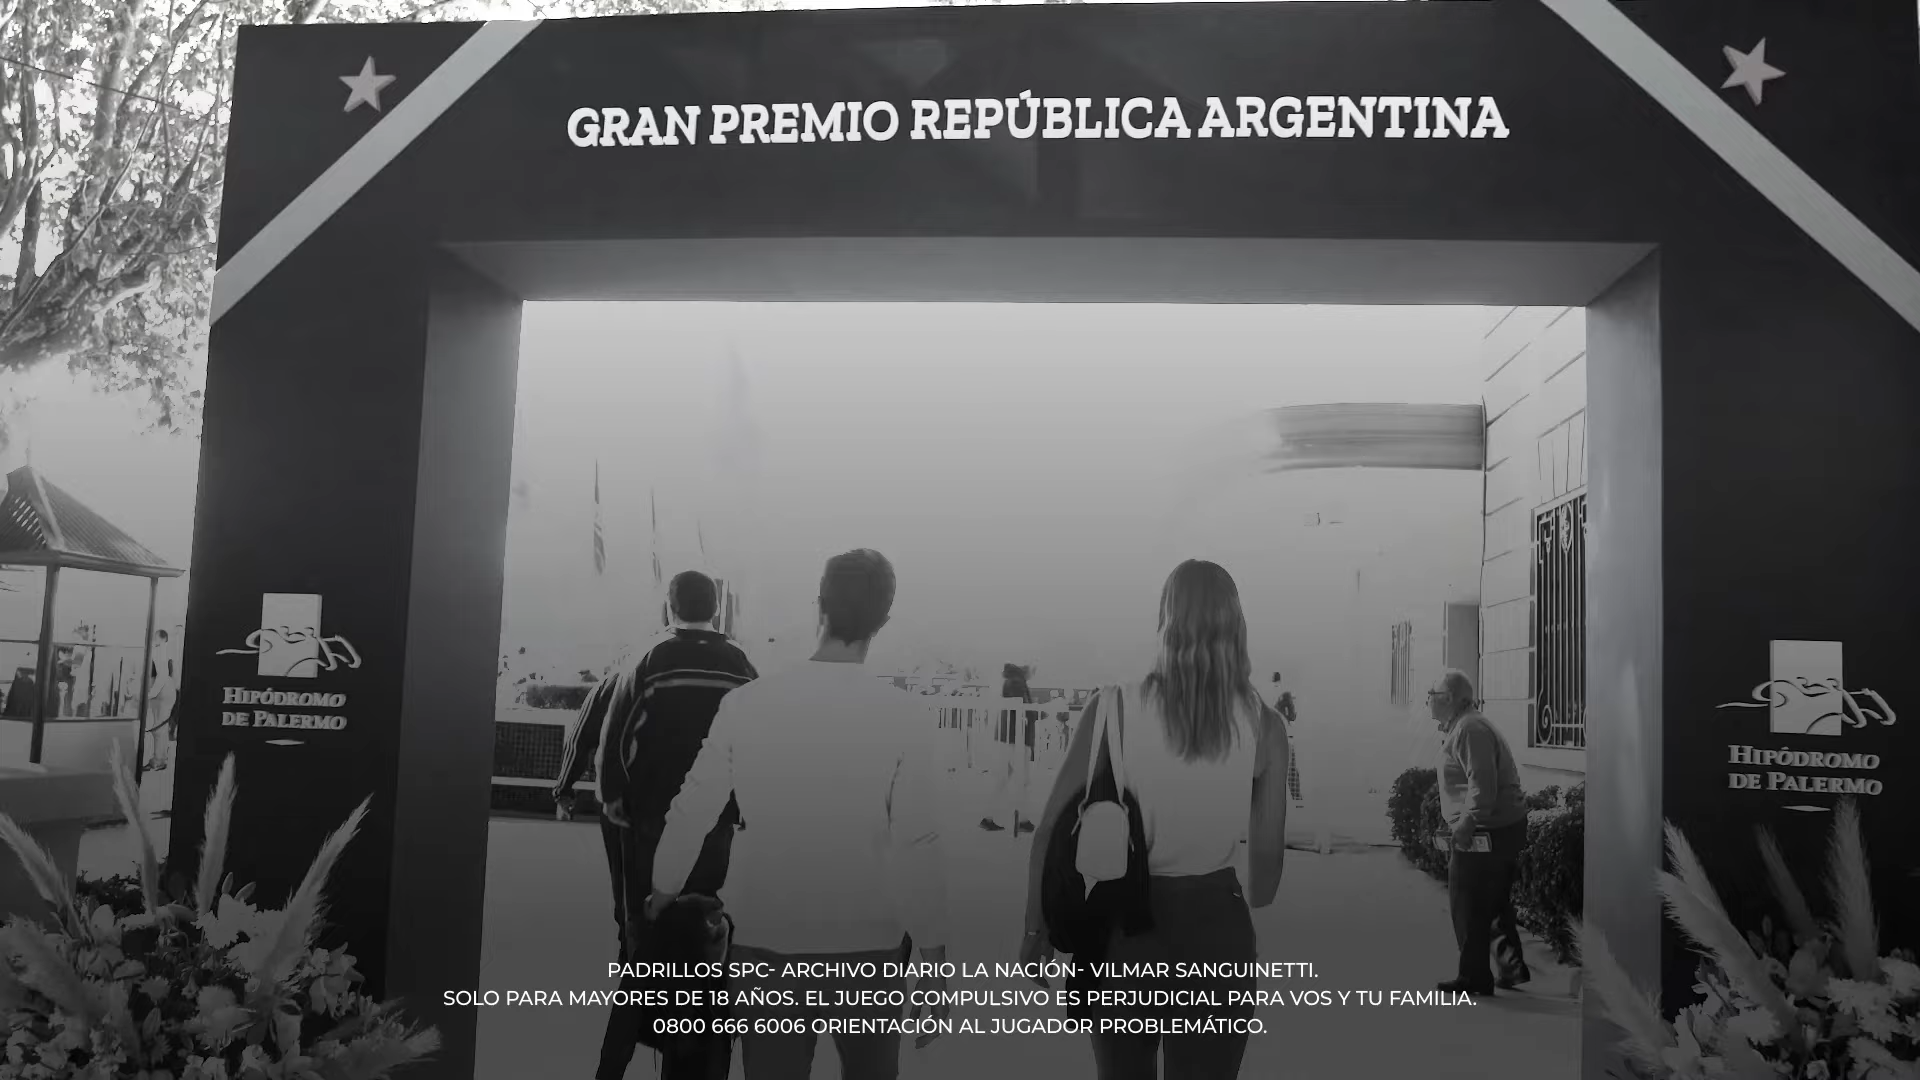 GRAN PREMIO REPÚBLICA ARGENTINA
HIPÓDROMO
DE PALERMO
HIPÓDROMO
DE PALERMO
PADRILLOS SPC- ARCHIVO DIARIO LA NACIÓN- VILMAR SANGUINETTI.
SOLO PARA MAYORES DE 18 AÑOS. EL JUEGO COMPULSIVO ES PERJUDICIAL PARA VOS Y TU FAMILIA.
0800 666 6006 ORIENTACIÓN AL JUGADOR PROBLEMÁTICO.